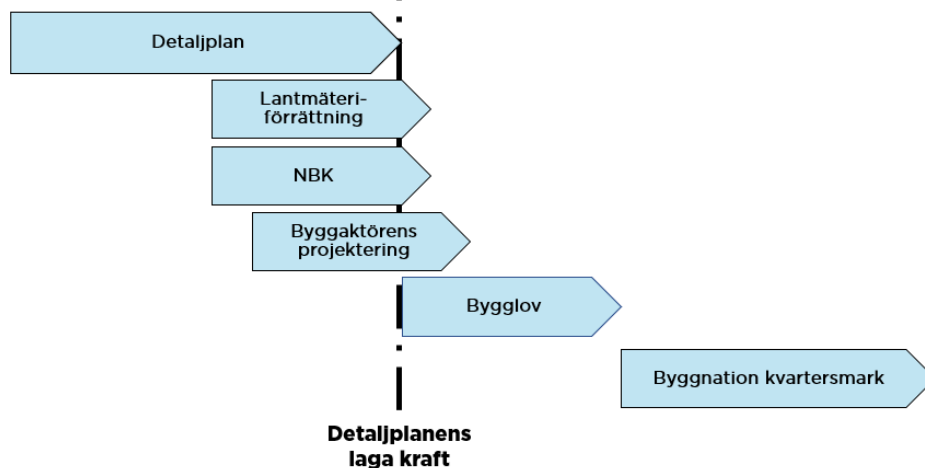 Detaljplan
Lantmäteri-
förrättning
NBK
Byggaktörens
projektering
Bygglov
Byggnation kvartersmark
Detaljplanens
laga kraft